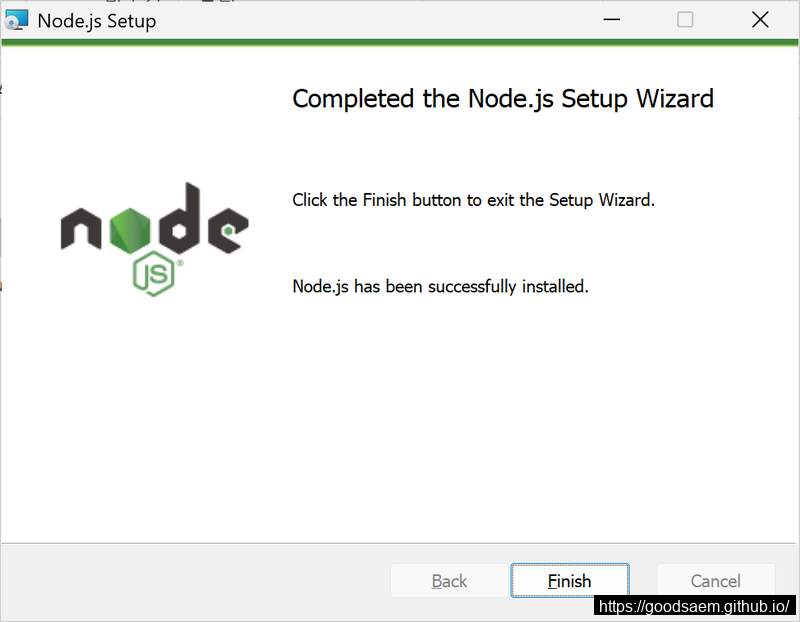 Node.js Setup
Completed the Node.js Setup Wizard
Click the Finish button to exit the Setup Wizard.
node
JS®
Node.js has been successfully installed.
Back Finish Cancel
https://goodsaem.github.io/